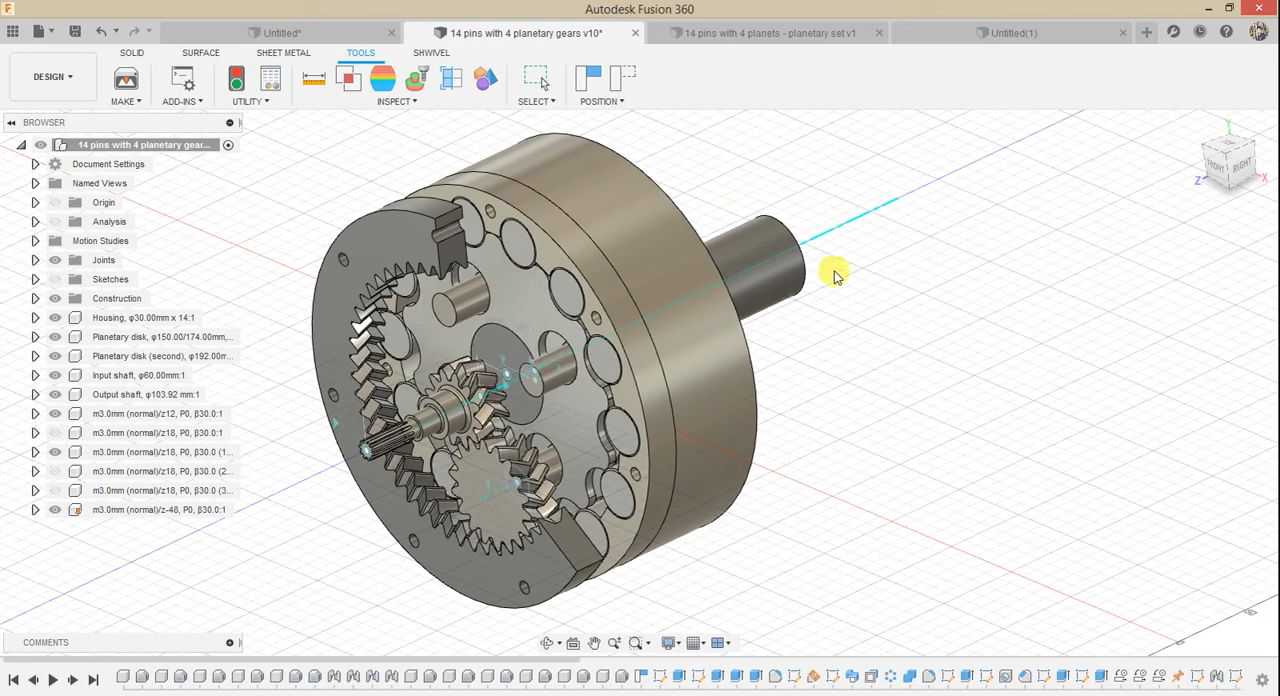 Autodesk Fusion 360
Untitled*
14 pins with 4 planetary gears v10*
14 pins with 4 planets - planetary set v1
Untitled(1)
SOLID
SURFACE
SHEET METAL
TOOLS
SHWIVEL
DESIGN
MAKE
ADD-INS
UTILITY
INSPECT
SELECT
POSITION
BROWSER
14 pins with 4 planetary gear...
Document Settings
Named Views
Origin
Analysis
Motion Studies
Joints
Sketches
Construction
Housing, φ30.00mm x 14:1
Planetary disk, φ150.00/174.00mm,...
Planetary disk (second), φ192.00m...
Input shaft, φ60.00mm:1
Output shaft, φ103.92 mm:1
m3.0mm (normal)/z12, P0, β30.0:1
m3.0mm (normal)/z18, P0, β30.0:1
m3.0mm (normal)/z18, P0, β30.0 (1...
m3.0mm (normal)/z18, P0, β30.0 (2...
m3.0mm (normal)/z18, P0, β30.0 (3...
m3.0mm (normal)/z-48, P0, β30.0:1
Y
FRONT
RIGHT
Z
X
COMMENTS